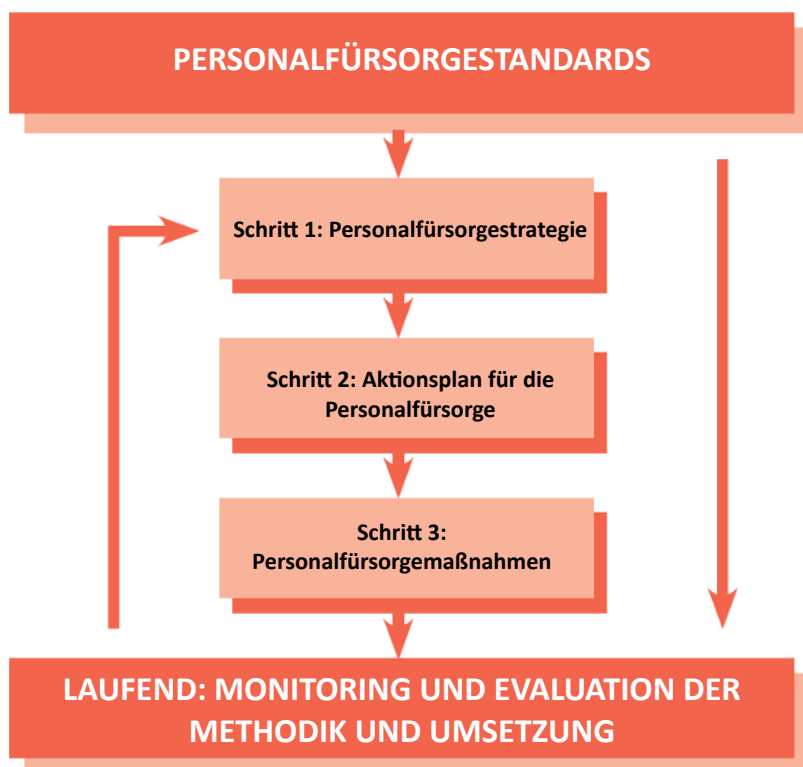 PERSONALFÜRSORGESTANDARDS
Schritt 1: Personalfürsorgestrategie
Schritt 2: Aktionsplan für die
Personalfürsorge
Schritt 3:
Personalfürsorgemaßnahmen
LAUFEND: MONITORING UND EVALUATION DER
METHODIK UND UMSETZUNG